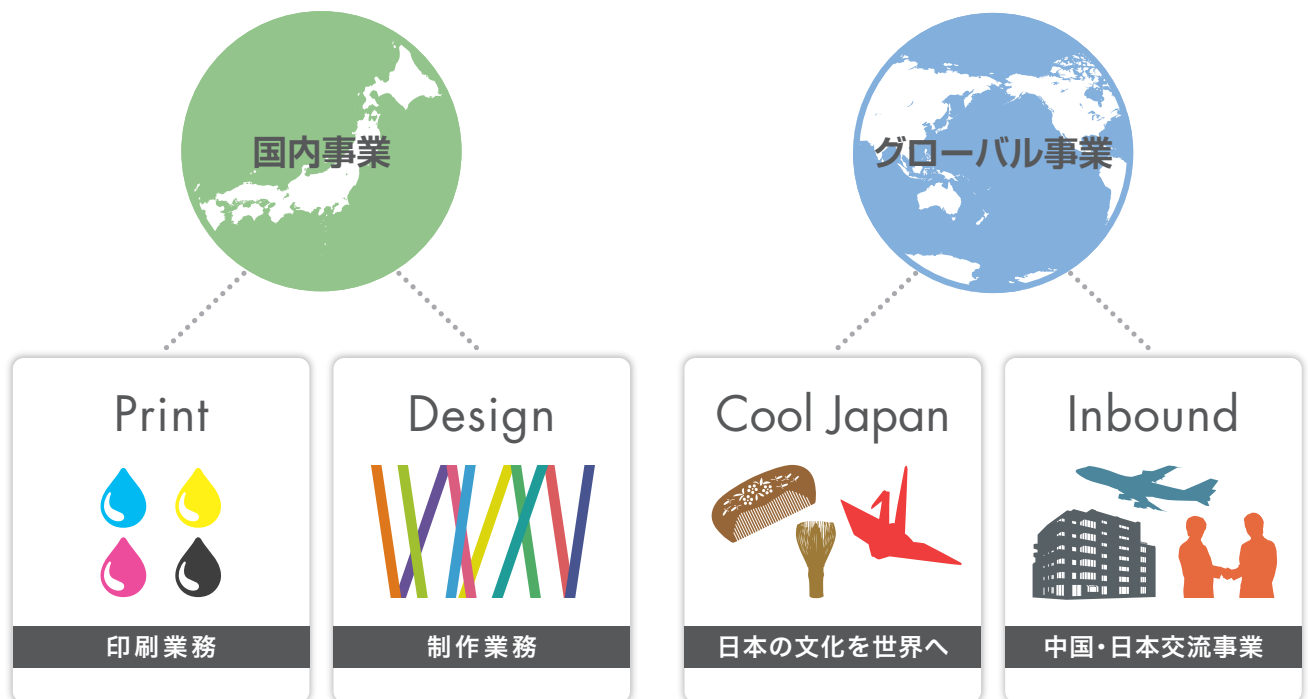 国内事業
グローバル事業
Print
Design
Cool Japan
Inbound
印刷業務
制作業務
日本の文化を世界へ
中国・日本交流事業